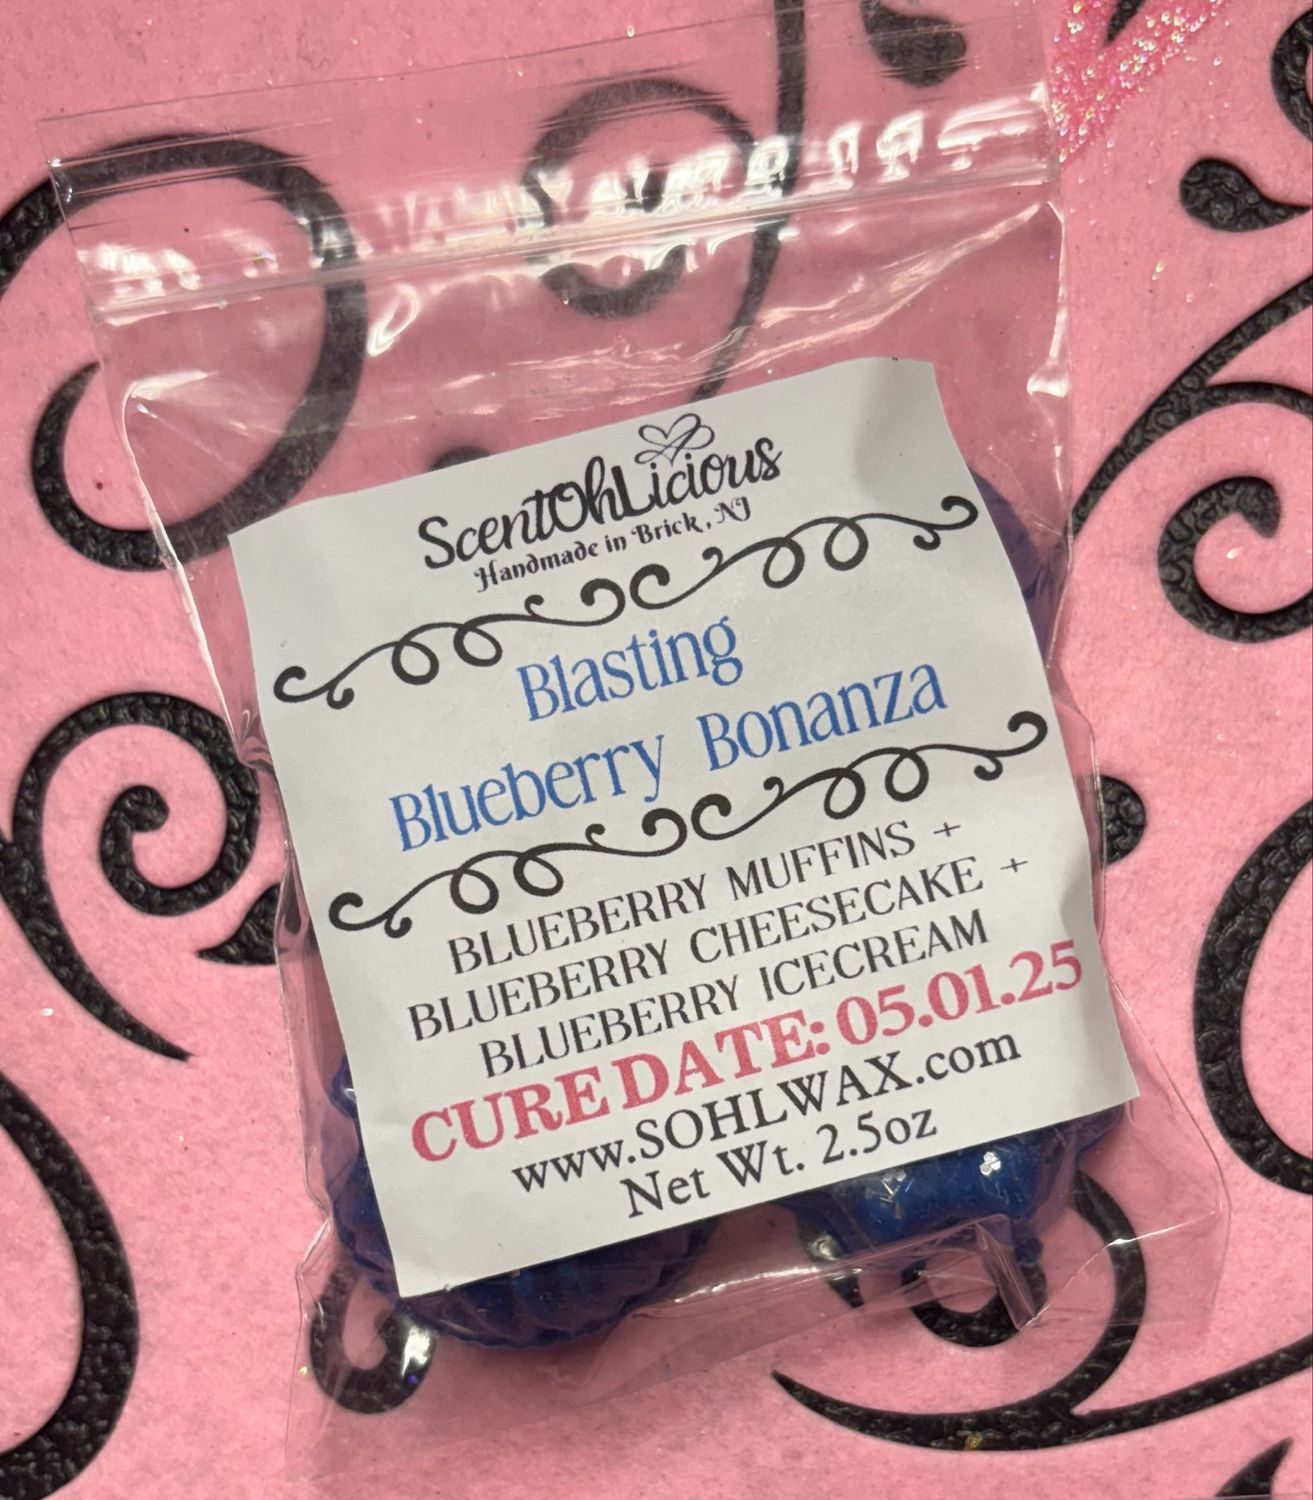 ScentOhLicious
Handmade in Brick, NJ
Blasting
Blueberry Bonanza
BLUEBERRY MUFFINS +
BLUEBERRY CHEESECAKE +
BLUEBERRY ICECREAM
CURE DATE: 05.01.25
www.SOHLWAX.com
Net Wt. 2.5oz